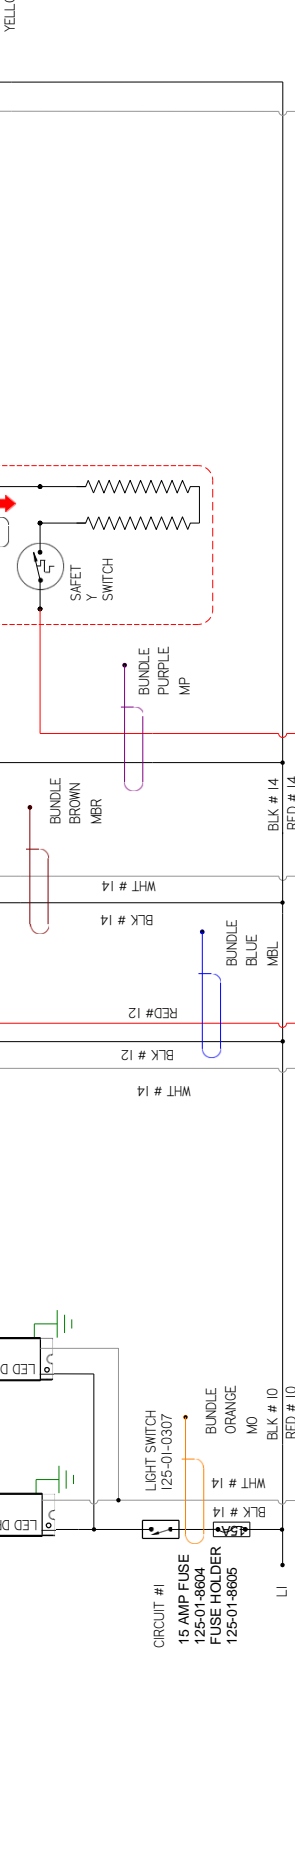 YELLO
SAFET
Y
SWITCH
BUNDLE
PURPLE
MP
BUNDLE
BROWN
MBR
BLK # 14
RED # 14
WHT # 14
BLK # 14
BUNDLE
BLUE
MBL
RED# 12
BLK # 12
WHT # 14
LED D
LIGHT SWITCH
125-01-0307
BUNDLE
ORANGE
MO
BLK # 10
RED # 10
WHT # 14
BLK # 14
LED DR
15A
CIRCUIT #1
15 AMP FUSE
125-01-8604
FUSE HOLDER
125-01-8605
L1